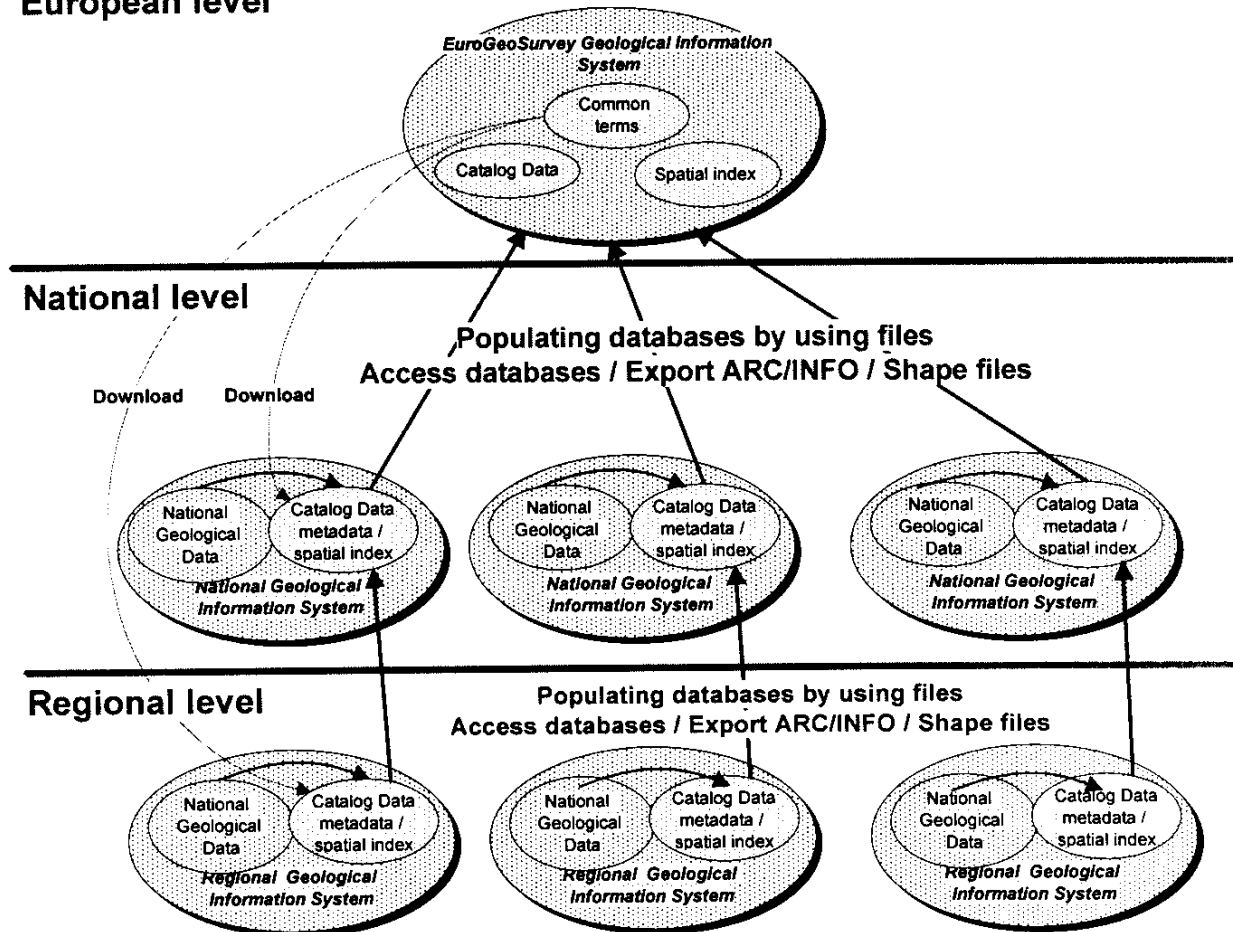 European level
EuroGeoSurvey Geological Information
System
Common
terms
Catalog Data
Spatial index
National level
Populating databases by using files
Access databases / Export ARC/INFO / Shape files
Download
Download
National
Geological
Data
Catalog Data
metadata /
spatial index
National Geological
Information System
National
Geological
Data
Catalog Data
metadata /
spatial index
National Geological
Information System
National
Geological
Data
Catalog Data
metadata /
spatial index
National Geological
Information System
Regional level
Populating databases by using files
Access databases / Export ARC/INFO / Shape files
National
Geological
Data
Catalog Data
metadata /
spatial index
Regional Geological
Information System
National
Geological
Data
Catalog Data
metadata /
spatial index
Regional Geological
Information System
National
Geological
Data
Catalog Data
metadata /
spatial index
Regional Geological
Information System